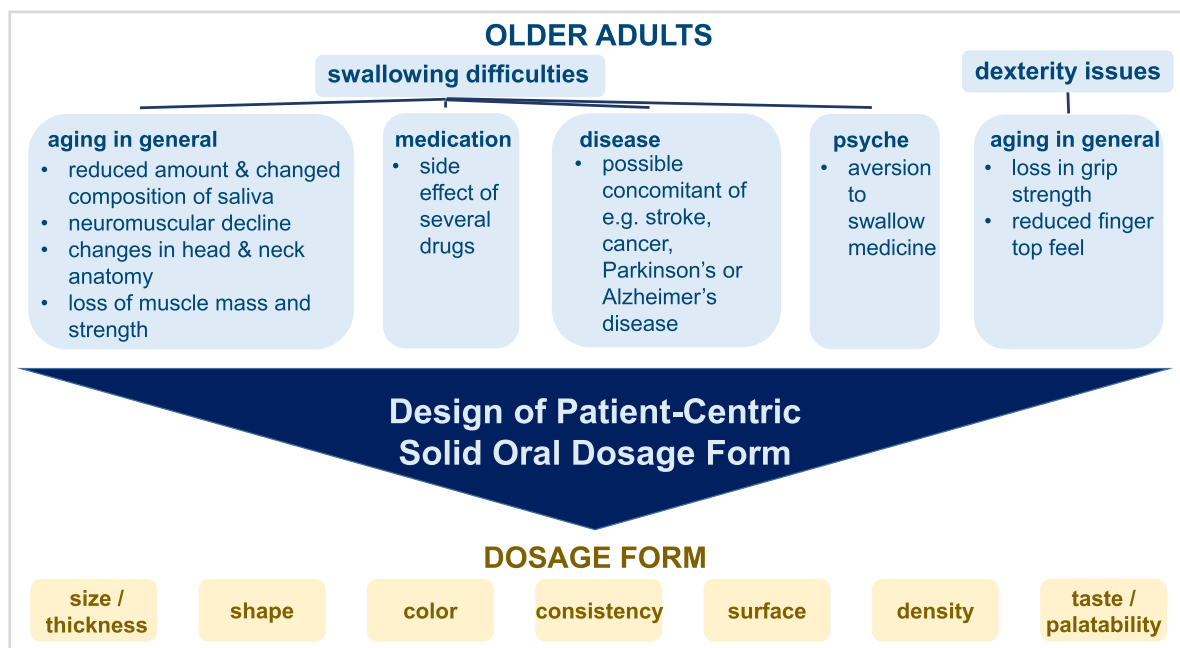 OLDER ADULTS
swallowing difficulties
dexterity issues
aging in general
• reduced amount & changed
composition of saliva
• neuromuscular decline
• changes in head & neck
anatomy
• loss of muscle mass and
strength
medication
• side
effect of
several
drugs
disease
• possible
concomitant of
e.g. stroke,
cancer,
Parkinson’s or
Alzheimer’s
disease
psyche
• aversion
to
swallow
medicine
aging in general
• loss in grip
strength
• reduced finger
top feel
Design of Patient-Centric
Solid Oral Dosage Form
DOSAGE FORM
size /
thickness
shape
color
consistency
surface
density
taste /
palatability